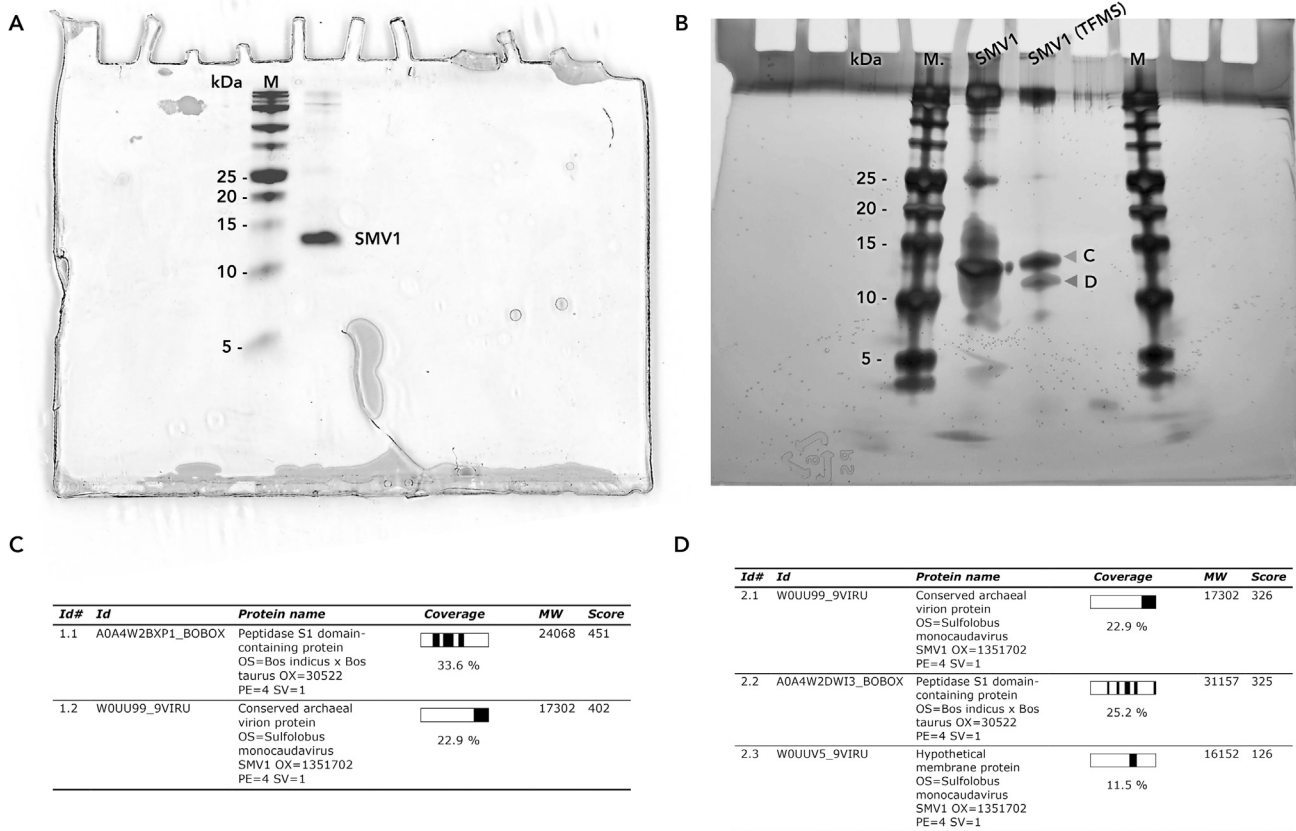 A
kDa
M
25 -
20 -
15 -
10 -
5 -
SMV1
B
kDa
M.
SMV1
SMV1 (TFMS)
M
25 -
20 -
15 -
10 -
5 -
C
D
C
Id# Id Protein name Coverage MW Score
1.1 A0A4W2BXP1_BOBOX Peptidase S1 domain- 24068 451
containing protein
OS=Bos indicus x Bos
taurus OX=30522
PE=4 SV=1
33.6 %
1.2 W0UU99_9VIRU Conserved archaeal 17302 402
virion protein
OS=Sulfolobus
monocaudavirus
SMV1 OX=1351702
PE=4 SV=1
22.9 %
D
Id# Id Protein name Coverage MW Score
2.1 W0UU99_9VIRU Conserved archaeal 17302 326
virion protein
OS=Sulfolobus
monocaudavirus
SMV1 OX=1351702
PE=4 SV=1
22.9 %
2.2 A0A4W2DWI3_BOBOX Peptidase S1 domain- 31157 325
containing protein
OS=Bos indicus x Bos
taurus OX=30522
PE=4 SV=1
25.2 %
2.3 W0UUV5_9VIRU Hypothetical 16152 126
membrane protein
OS=Sulfolobus
monocaudavirus
SMV1 OX=1351702
PE=4 SV=1
11.5 %